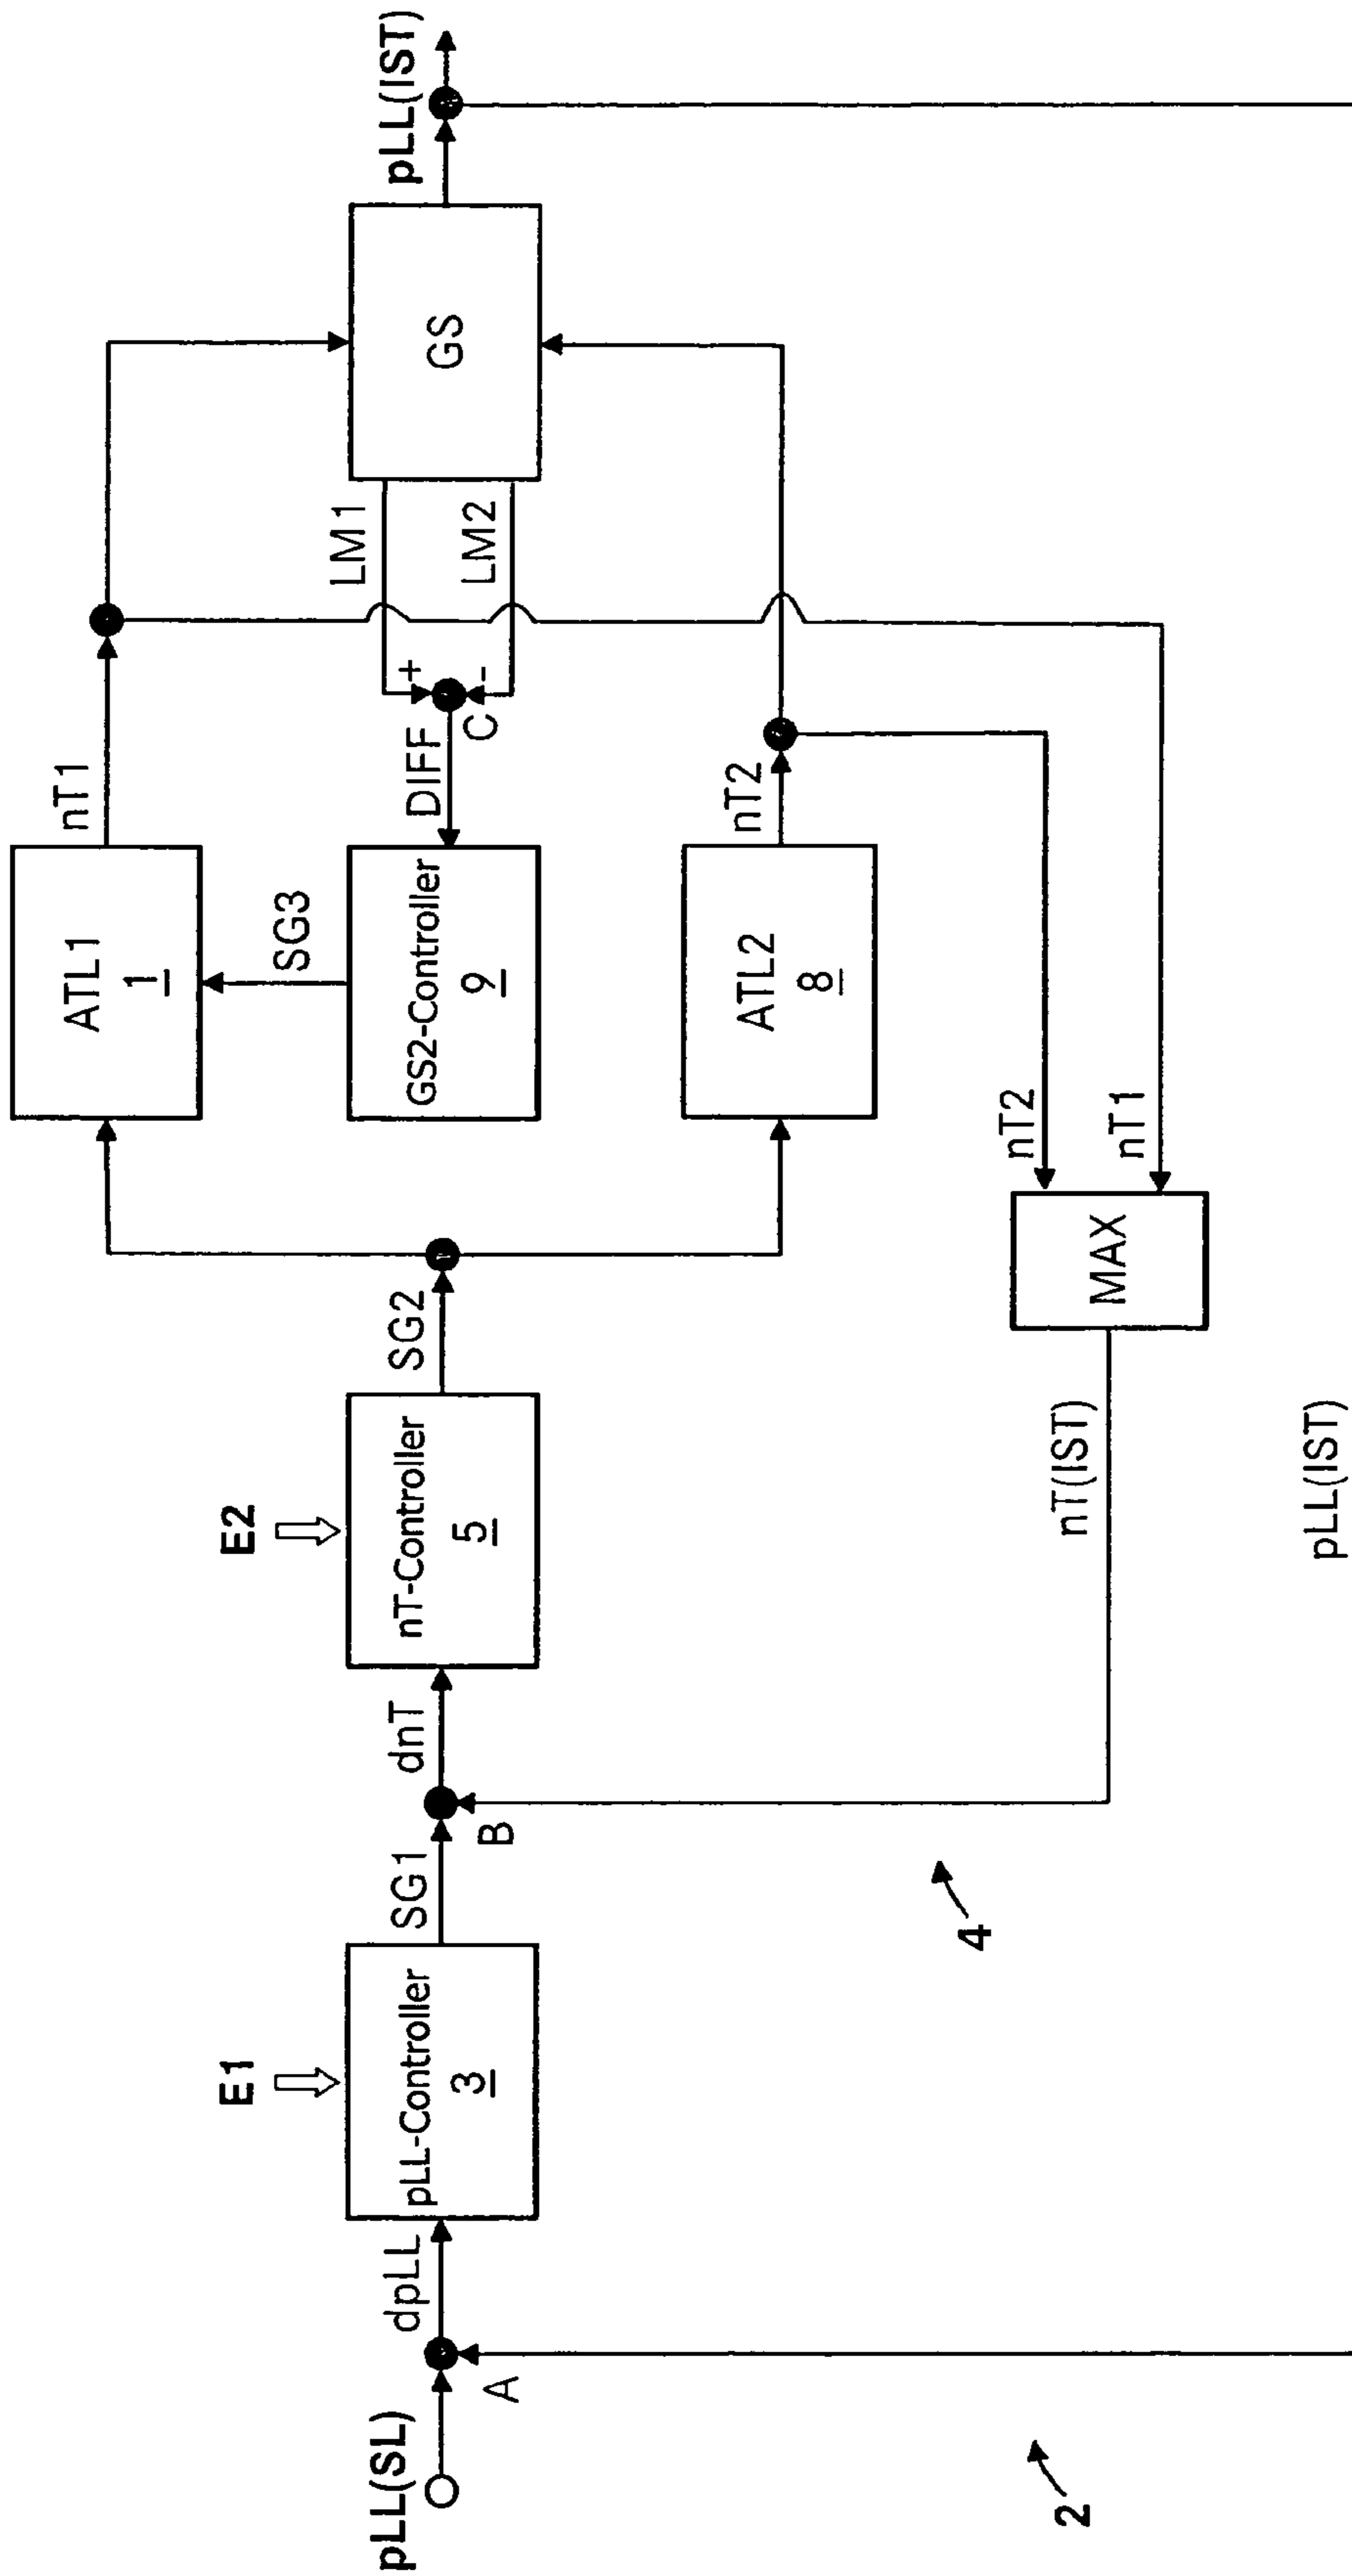 pLL(SL)
A
dpLL
E1
pLL-Controller
3
SG1
B
dnT
E2
nT-Controller
5
SG2
ATL1
1
nT1
SG3
GS2-Controller
9
DIFF
C
+
-
LM1
LM2
GS
pLL(IST)
ATL2
8
nT2
nT2
nT1
MAX
nT(IST)
pLL(IST)
4
2